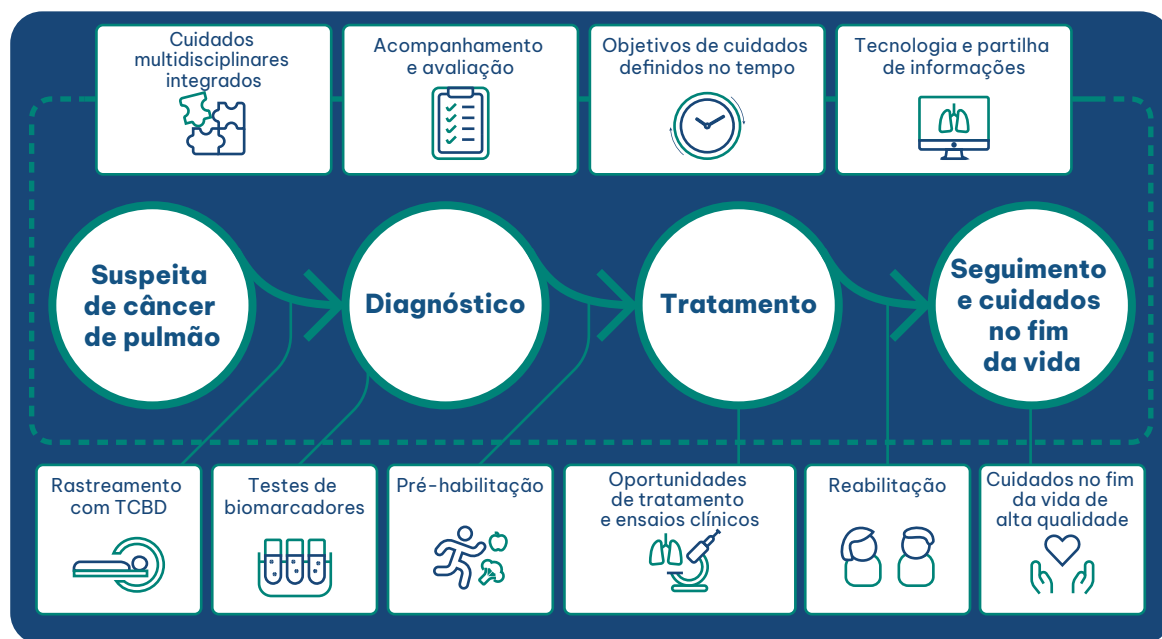 Cuidados
multidisciplinares
integrados
Acompanhamento
e avaliação
Objetivos de cuidados
definidos no tempo
Tecnologia e partilha
de informações
Suspeita
de câncer
de pulmão
Diagnóstico
Tratamento
Seguimento
e cuidados
no fim
da vida
Rastreamento
com TCBD
Testes de
biomarcadores
Pré-habilitação
Oportunidades
de tratamento
e ensaios clínicos
Reabilitação
Cuidados no fim
da vida de
alta qualidade